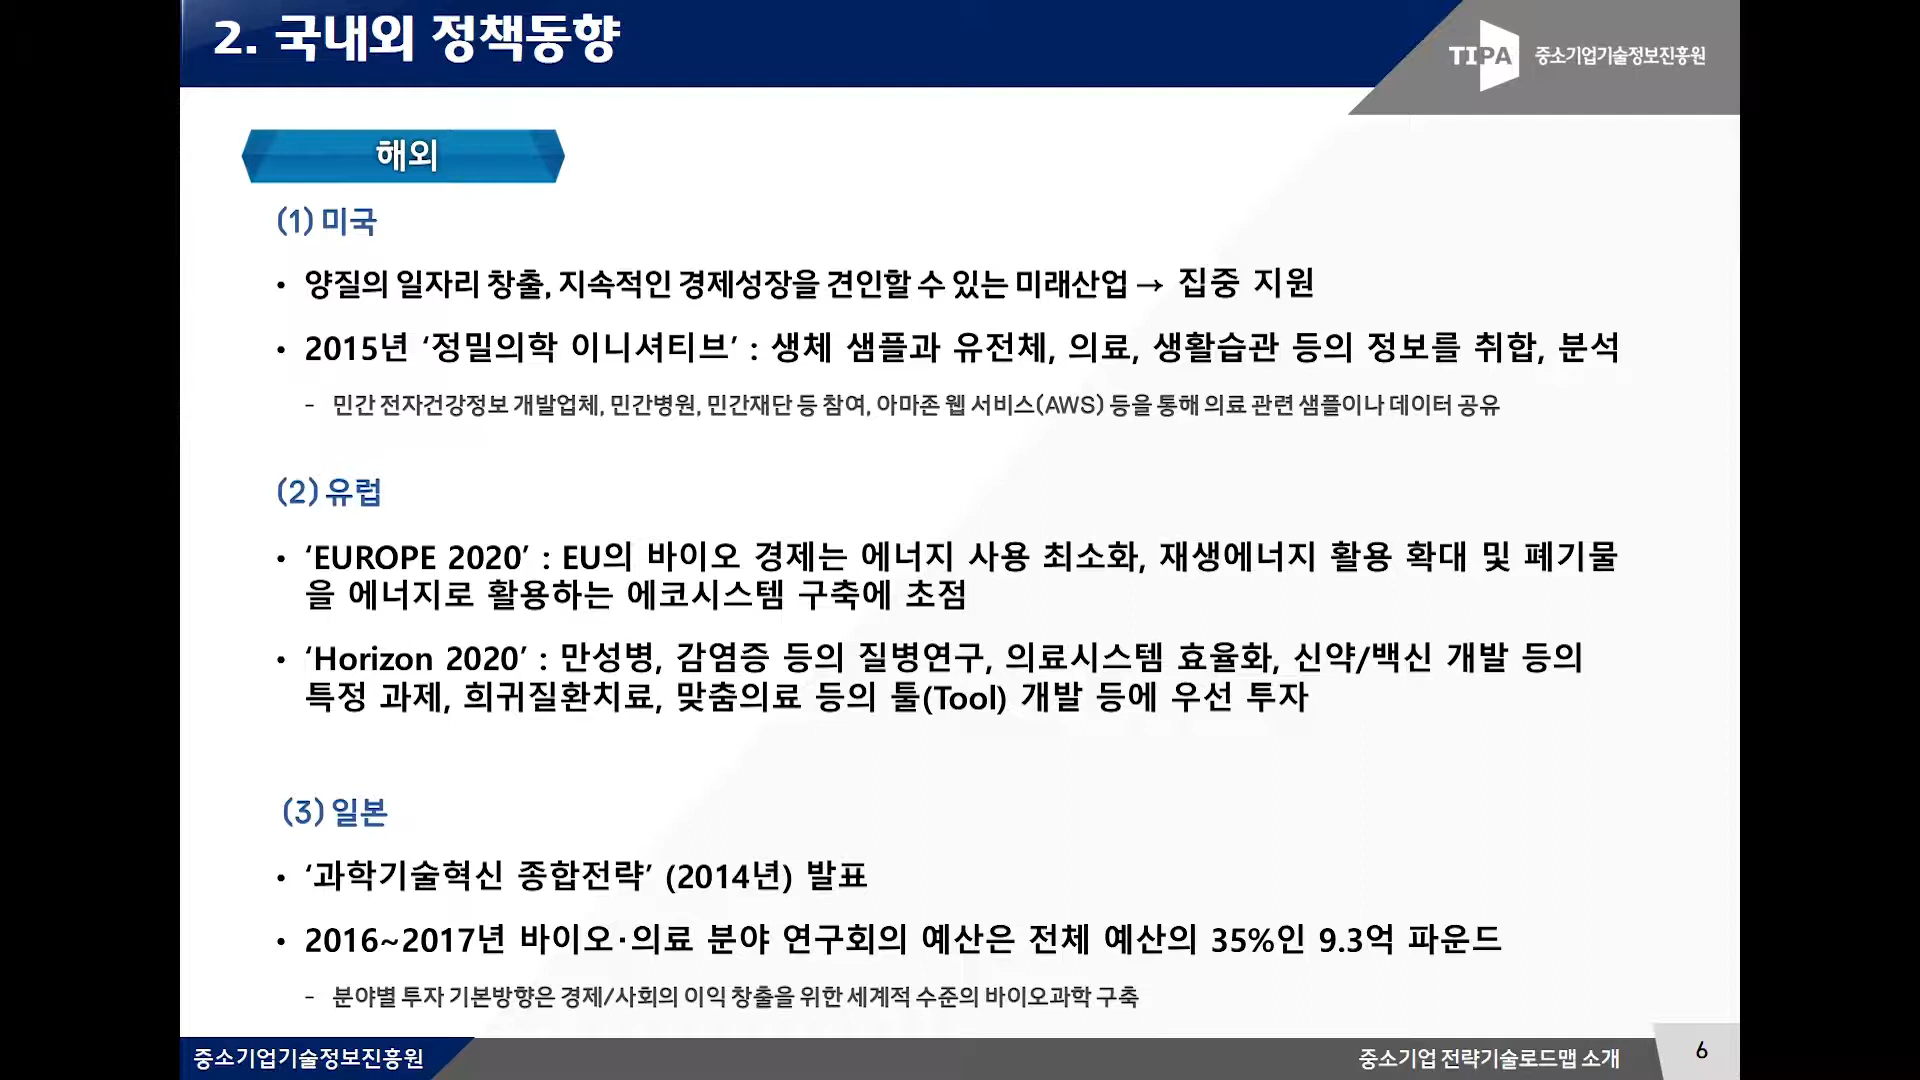 2. 국내외 정책동향
TIPA 중소기업기술정보진흥원
해외
(1) 미국
• 양질의 일자리 창출, 지속적인 경제성장을 견인할 수 있는 미래산업 → 집중 지원
• 2015년 ‘정밀의학 이니셔티브’ : 생체 샘플과 유전체, 의료, 생활습관 등의 정보를 취합, 분석
- 민간 전자건강정보 개발업체, 민간병원, 민간재단 등 참여, 아마존 웹 서비스(AWS) 등을 통해 의료 관련 샘플이나 데이터 공유
(2) 유럽
• ‘EUROPE 2020’ : EU의 바이오 경제는 에너지 사용 최소화, 재생에너지 활용 확대 및 폐기물
을 에너지로 활용하는 에코시스템 구축에 초점
• ‘Horizon 2020’ : 만성병, 감염증 등의 질병연구, 의료시스템 효율화, 신약/백신 개발 등의
특정 과제, 희귀질환치료, 맞춤의료 등의 툴(Tool) 개발 등에 우선 투자
(3) 일본
• ‘과학기술혁신 종합전략’ (2014년) 발표
• 2016~2017년 바이오·의료 분야 연구회의 예산은 전체 예산의 35%인 9.3억 파운드
- 분야별 투자 기본방향은 경제/사회의 이익 창출을 위한 세계적 수준의 바이오과학 구축
중소기업기술정보진흥원
중소기업 전략기술로드맵 소개
6